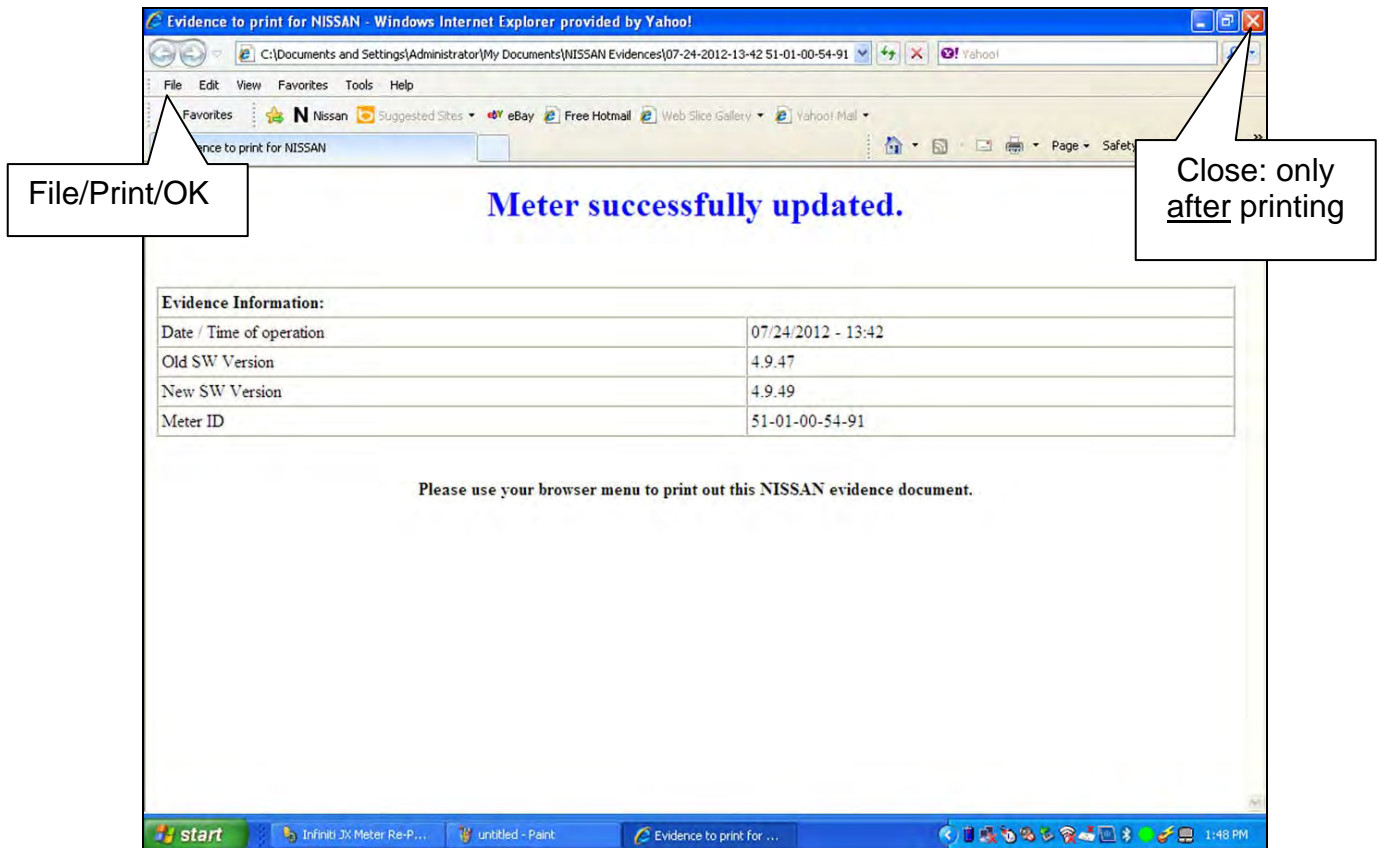 Evidence to print for NISSAN - Windows Internet Explorer provided by Yahoo!
C:\Documents and Settings\Administrator\My Documents\NISSAN Evidences\07-24-2012-13-42 51-01-00-54-91
Yahoo!
File Edit View Favorites Tools Help
Favorites N Nissan Suggested Sites eBay Free Hotmail Web Slice Gallery Yahoo! Mail
ence to print for NISSAN
Page Safety »
File/Print/OK
Close: only
after printing
Meter successfully updated.
Evidence Information:
Date / Time of operation 07/24/2012 - 13:42
Old SW Version 4.9.47
New SW Version 4.9.49
Meter ID 51-01-00-54-91
Please use your browser menu to print out this NISSAN evidence document.
start Infiniti JX Meter Re-P... untitled - Paint Evidence to print for ... 1:48 PM